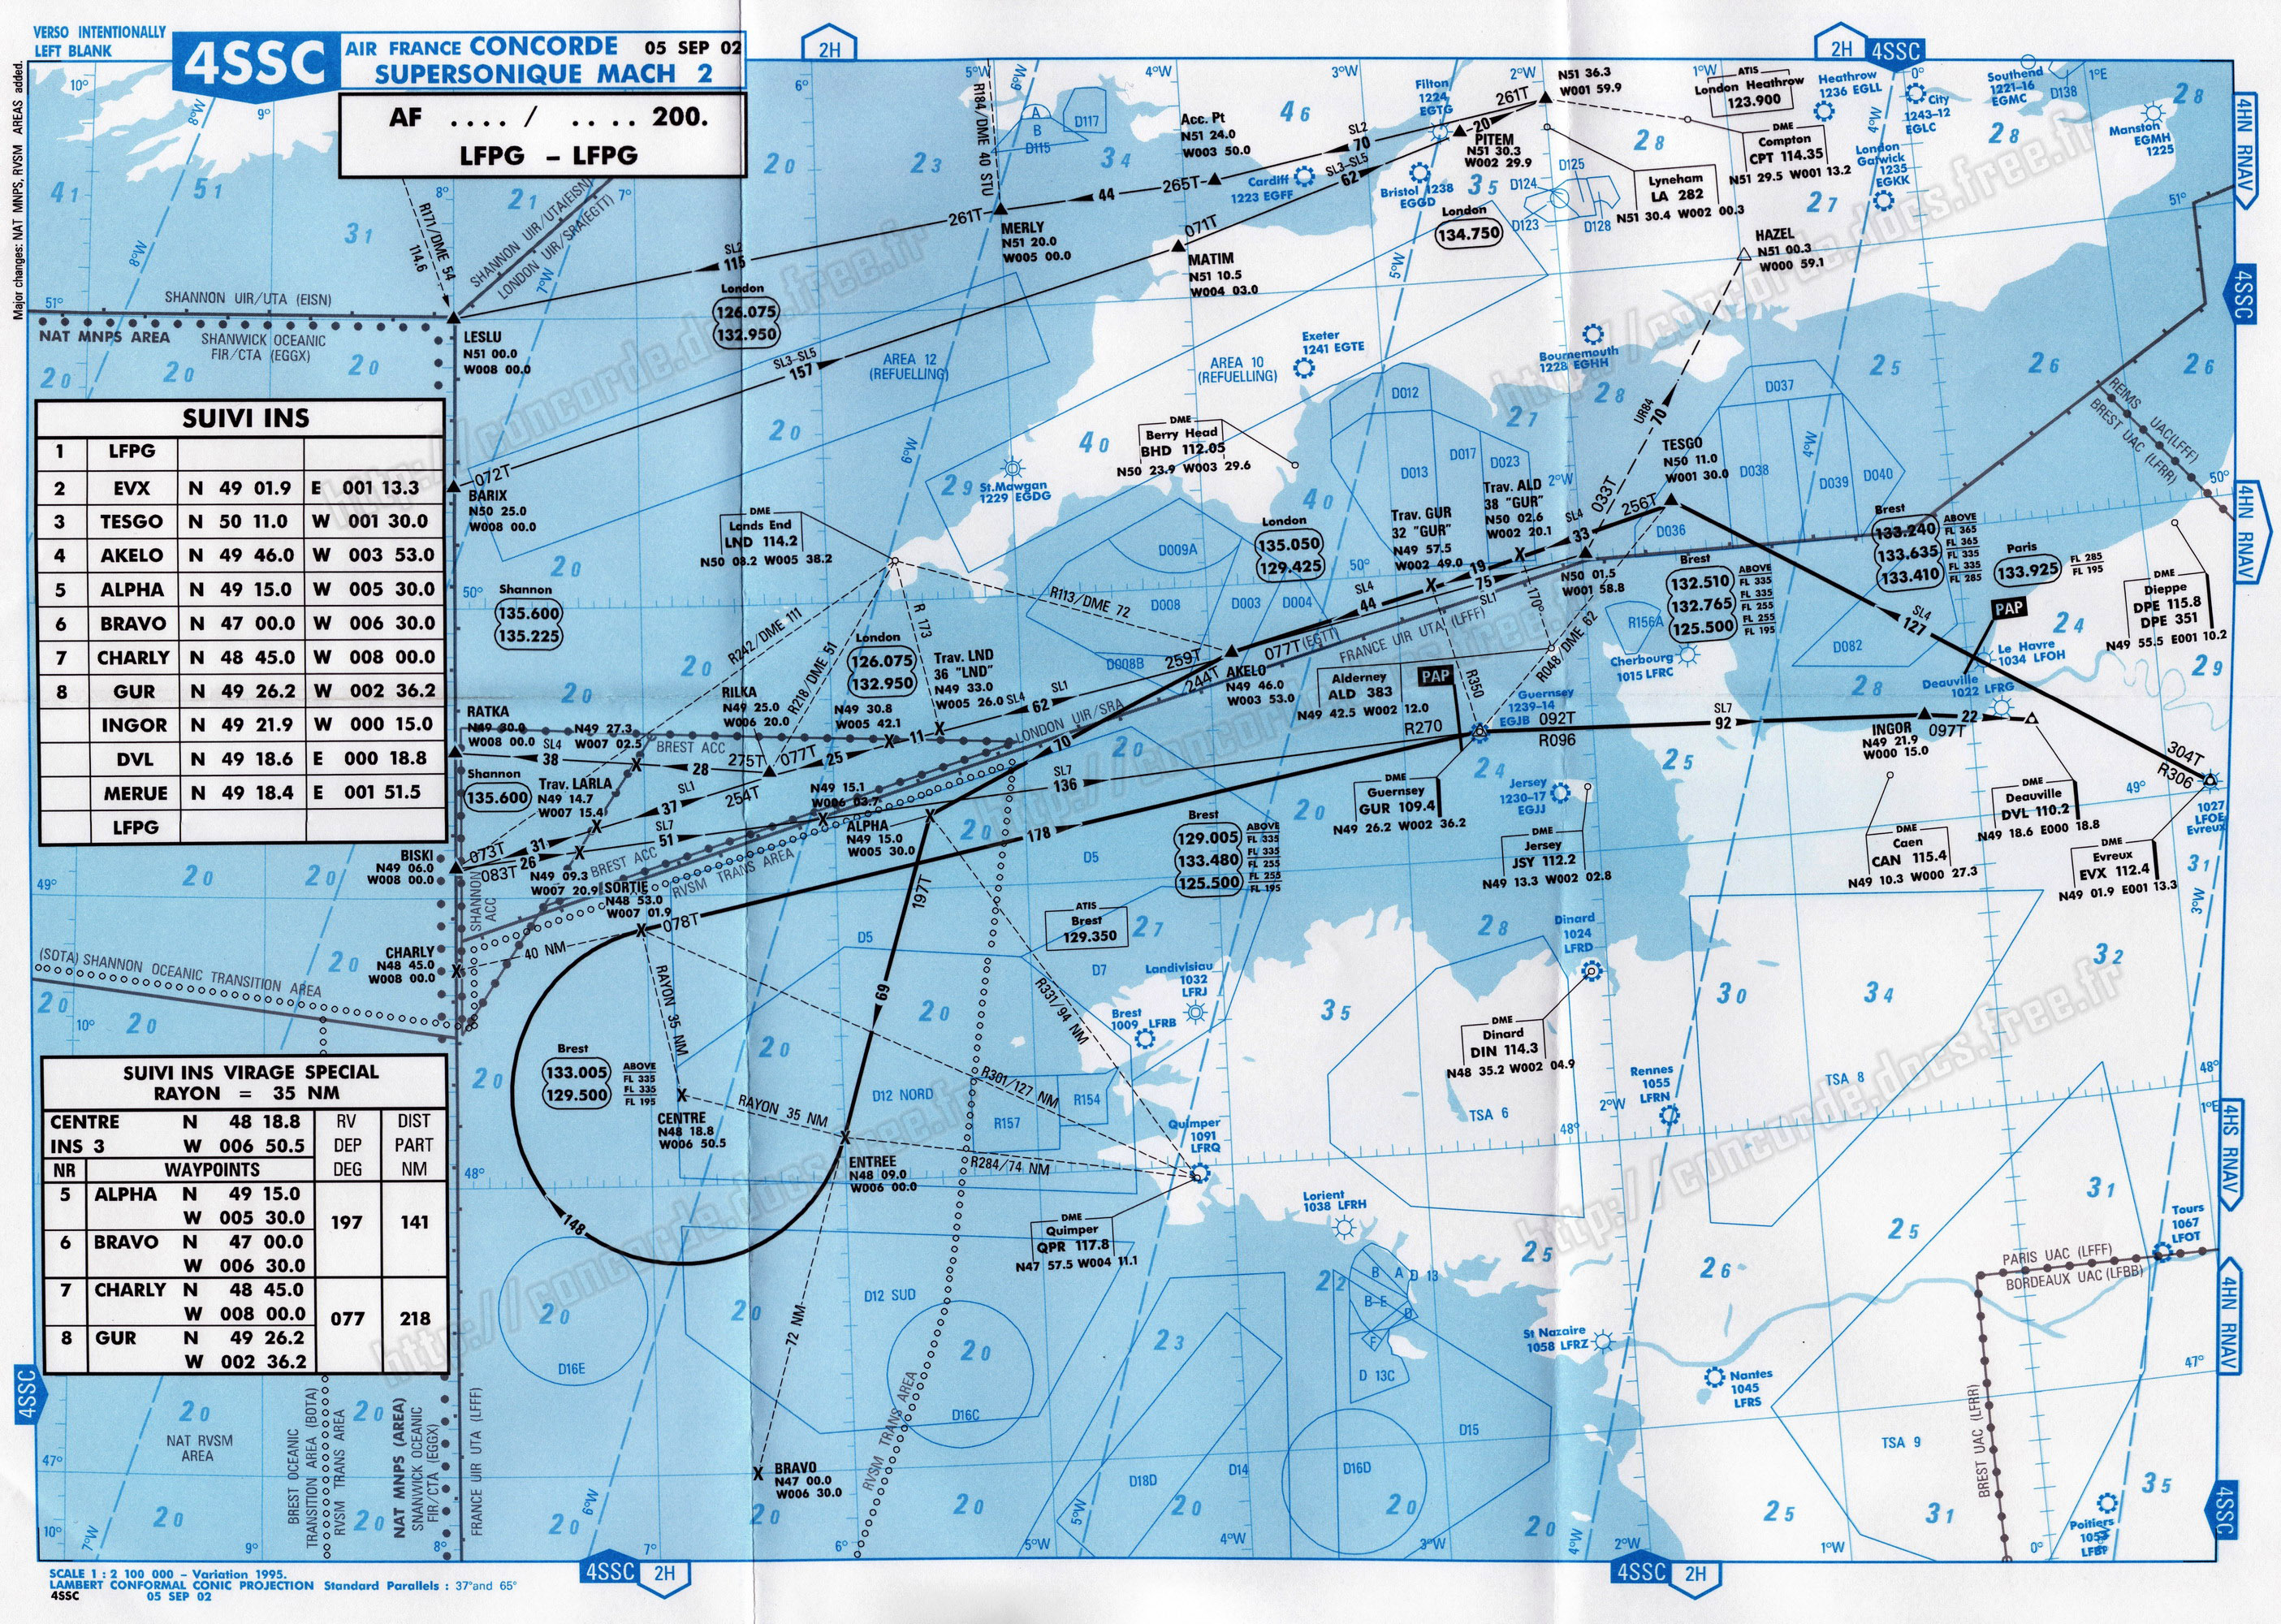 VERSO INTENTIONALLY
LEFT BLANK
4SSC
AIR FRANCE CONCORDE 05 SEP 02
SUPERSONIQUE MACH 2
AF .... / .... 200.
LFPG – LFPG
Major changes: NAT MNPS, RVSM AREAS added.
2H
2H 4SSC
4HN RNAV
4SSC
4HN RNAV
4HS RNAV
4HN RNAV
4SSC
SUIVI INS
1 LFPG
2 EVX N 49 01.9 E 001 13.3
3 TESGO N 50 11.0 W 001 30.0
4 AKELO N 49 46.0 W 003 53.0
5 ALPHA N 49 15.0 W 005 30.0
6 BRAVO N 47 00.0 W 006 30.0
7 CHARLY N 48 45.0 W 008 00.0
8 GUR N 49 26.2 W 002 36.2
INGOR N 49 21.9 W 000 15.0
DVL N 49 18.6 E 000 18.8
MERUE N 49 18.4 E 001 51.5
LFPG
SUIVI INS VIRAGE SPECIAL
RAYON = 35 NM
CENTRE N 48 18.8
INS 3 W 006 50.5
RV DEP DEG
DIST PART NM
NR WAYPOINTS
5 ALPHA N 49 15.0
W 005 30.0
6 BRAVO N 47 00.0
W 006 30.0
197 141
7 CHARLY N 48 45.0
W 008 00.0
8 GUR N 49 26.2
W 002 36.2
077 218
R171/DME 54
114.6
SHANNON UIR/UTA(EISN)
LONDON UIR/SRA(EGTT)
SHANNON UIR/UTA (EISN)
NAT MNPS AREA
SHANWICK OCEANIC
FIR/CTA (EGGX)
LESLU
N51 00.0
W008 00.0
SL2
115
261T
R184/DME 40 STU
MERLY
N51 20.0
W005 00.0
44
265T
Acc. Pt
N51 24.0
W003 50.0
SL2
70
SL3-SL5
62
071T
MATIM
N51 10.5
W004 03.0
261T
20
PITEM
N51 30.3
W002 29.9
N51 36.3
W001 59.9
Filton
1224
EGTG
Cardiff
1223 EGFF
Bristol 1238
EGGD
London
134.750
ATIS
London Heathrow
123.900
Heathrow
1236 EGLL
City
1243-12
EGLC
Southend
1221-16
EGMC
D138
Manston
EGMH
1225
DME
Compton
CPT 114.35
N51 29.5 W001 13.2
London
Gatwick
1235
EGKK
Lyneham
LA 282
N51 30.4 W002 00.3
D125
D124
D123
D128
A
B
D115
D117
HAZEL
N51 00.3
W000 59.1
London
126.075
132.950
SL3-SL5
157
072T
BARIX
N50 25.0
W008 00.0
AREA 12
(REFUELLING)
AREA 10
(REFUELLING)
Exeter
1241 EGTE
Bournemouth
1228 EGHH
DME
Berry Head
BHD 112.05
N50 23.9 W003 29.6
St.Mawgan
1229 EGDG
DME
Lands End
LND 114.2
N50 08.2 W005 38.2
D012
D013
D017
D023
D037
D038
D039
D040
D036
D009A
D008
D003
D004
D008B
D082
R156A
UR84
70
033T
TESGO
N50 11.0
W001 30.0
256T
Trav. ALD
38 "GUR"
N50 02.6
W002 20.1
Trav. GUR
32 "GUR"
N49 57.5
W002 49.0
London
135.050
129.425
SL4
33
19
75
SL1
SL4
44
N50 01.5
W001 58.8
REIMS UAC(LFFF)
BREST UAC (LFRR)
Brest
133.240
133.635
133.410
ABOVE
FL 365
FL 365
FL 335
FL 335
FL 285
Paris
133.925
FL 285
FL 195
Brest
132.510
132.765
125.500
ABOVE
FL 335
FL 335
FL 255
FL 255
FL 195
PAP
DME
Dieppe
DPE 115.8
DPE 351
N49 55.5 E001 10.2
SL4
127
Le Havre
1034 LFOH
Deauville
1022 LFRG
Cherbourg
1015 LFRC
Shannon
135.600
135.225
R242/DME 111
R218/DME 51
R 173
R113/DME 72
London
126.075
132.950
Trav. LND
36 "LND"
N49 33.0
W005 26.0
RILKA
N49 25.0
W006 20.0
N49 30.8
W005 42.1
SL4
SL1
62
259T
244T
077T
AKELO
N49 46.0
W003 53.0
(EGTT)
FRANCE UIR UTA (LFFF)
LONDON UIR/SRA
Alderney
ALD 383
N49 42.5 W002 12.0
PAP
170°
R350
R048/DME 62
Guernsey
1239-14
EGJB
R270
092T
R096
SL7
92
INGOR
N49 21.9
W000 15.0
22
097T
304T
R306
1027
LFOE
Evreux
RATKA
N49 30.0
W008 00.0
SL4
38
N49 27.3
W007 02.5
BREST ACC
28
275T
077T
25
11
Shannon
135.600
Trav. LARLA
N49 14.7
W007 15.4
SL1
37
254T
N49 15.1
W006 03.7
SL7
51
BISKI
N49 06.0
W008 00.0
073T
31
083T
26
N49 09.3
W007 20.9
BREST ACC
RVSM TRANS AREA
ALPHA
N49 15.0
W005 30.0
70
SL7
136
178
DME
Guernsey
GUR 109.4
N49 26.2 W002 36.2
Jersey
1230-17
EGJJ
DME
Jersey
JSY 112.2
N49 13.3 W002 02.8
DME
Caen
CAN 115.4
N49 10.3 W000 27.3
DME
Deauville
DVL 110.2
N49 18.6 E000 18.8
DME
Evreux
EVX 112.4
N49 01.9 E001 13.3
Brest
129.005
133.480
125.500
ABOVE
FL 335
FL 335
FL 255
FL 255
FL 195
SORTIE
N48 53.0
W007 01.9
078T
SHANNON ACC
CHARLY
N48 45.0
W008 00.0
40 NM
(SOTA) SHANNON OCEANIC TRANSITION AREA
RAYON 35 NM
197T
69
ATIS
Brest
129.350
D5
D5
D7
Landivisiau
1032
LFRJ
Brest
1009 LFRB
Dinard
1024
LFRD
DME
Dinard
DIN 114.3
N48 35.2 W002 04.9
R331/94 NM
R301/127 NM
R284/74 NM
Brest
133.005
129.500
ABOVE
FL 335
FL 335
FL 195
CENTRE
N48 18.8
W006 50.5
RAYON 35 NM
D12 NORD
R157
R154
Quimper
1091
LFRQ
ENTREE
N48 09.0
W006 00.0
148
DME
Quimper
QPR 117.8
N47 57.5 W004 11.1
Lorient
1038 LFRH
Rennes
1055
LFRN
TSA 6
TSA 8
TSA 9
Tours
1067
LFOT
PARIS UAC (LFFF)
BORDEAUX UAC (LFBB)
BREST UAC (LFRR)
D12 SUD
D16E
D16C
72 NM
BRAVO
N47 00.0
W006 30.0
RVSM TRANS AREA
B A D 13
B-E D
F
D 13C
D18D
D14
D16D
D15
St Nazaire
1058 LFRZ
Nantes
1045
LFRS
Poitiers
LFBP
NAT RVSM
AREA
BREST OCEANIC
TRANSITION AREA (BOTA)
RVSM TRANS AREA
NAT MNPS (AREA)
SNANWICK OCEANIC
FIR/CTA (EGGX)
FRANCE UIR UTA (LFFF)
4SSC
4SSC 2H
4SSC 2H
SCALE 1 : 2 100 000 – Variation 1995.
LAMBERT CONFORMAL CONIC PROJECTION Standard Parallels : 37° and 65°
4SSC 05 SEP 02
http://concorde.docs.free.fr